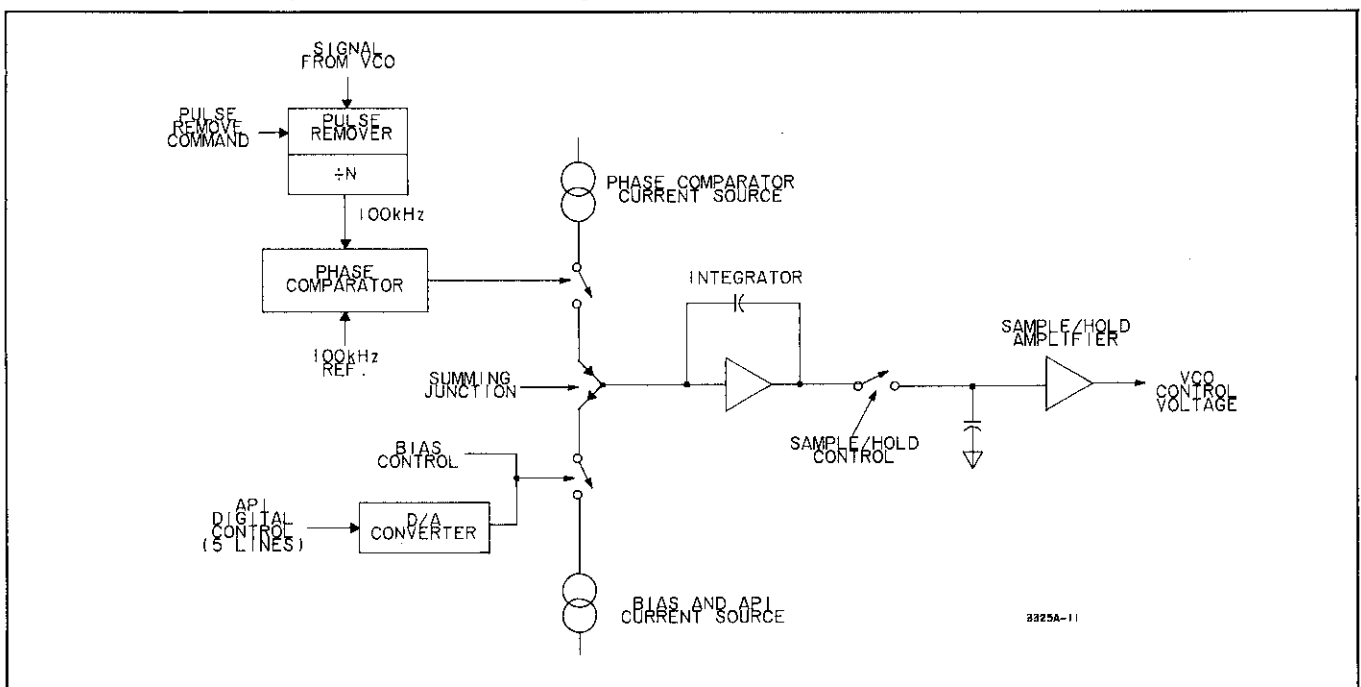 SIGNAL
FROM VCO
PULSE
REMOVE
COMMAND
PULSE
REMOVER
÷N
100kHz
PHASE
COMPARATOR
100kHz
REF.
PHASE COMPARATOR
CURRENT SOURCE
INTEGRATOR
SUMMING
JUNCTION
SAMPLE/HOLD
AMPLIFIER
VCO
CONTROL
VOLTAGE
SAMPLE/HOLD
CONTROL
BIAS
CONTROL
API
DIGITAL
CONTROL
(5 LINES)
D/A
CONVERTER
BIAS AND API
CURRENT SOURCE
3325A-11